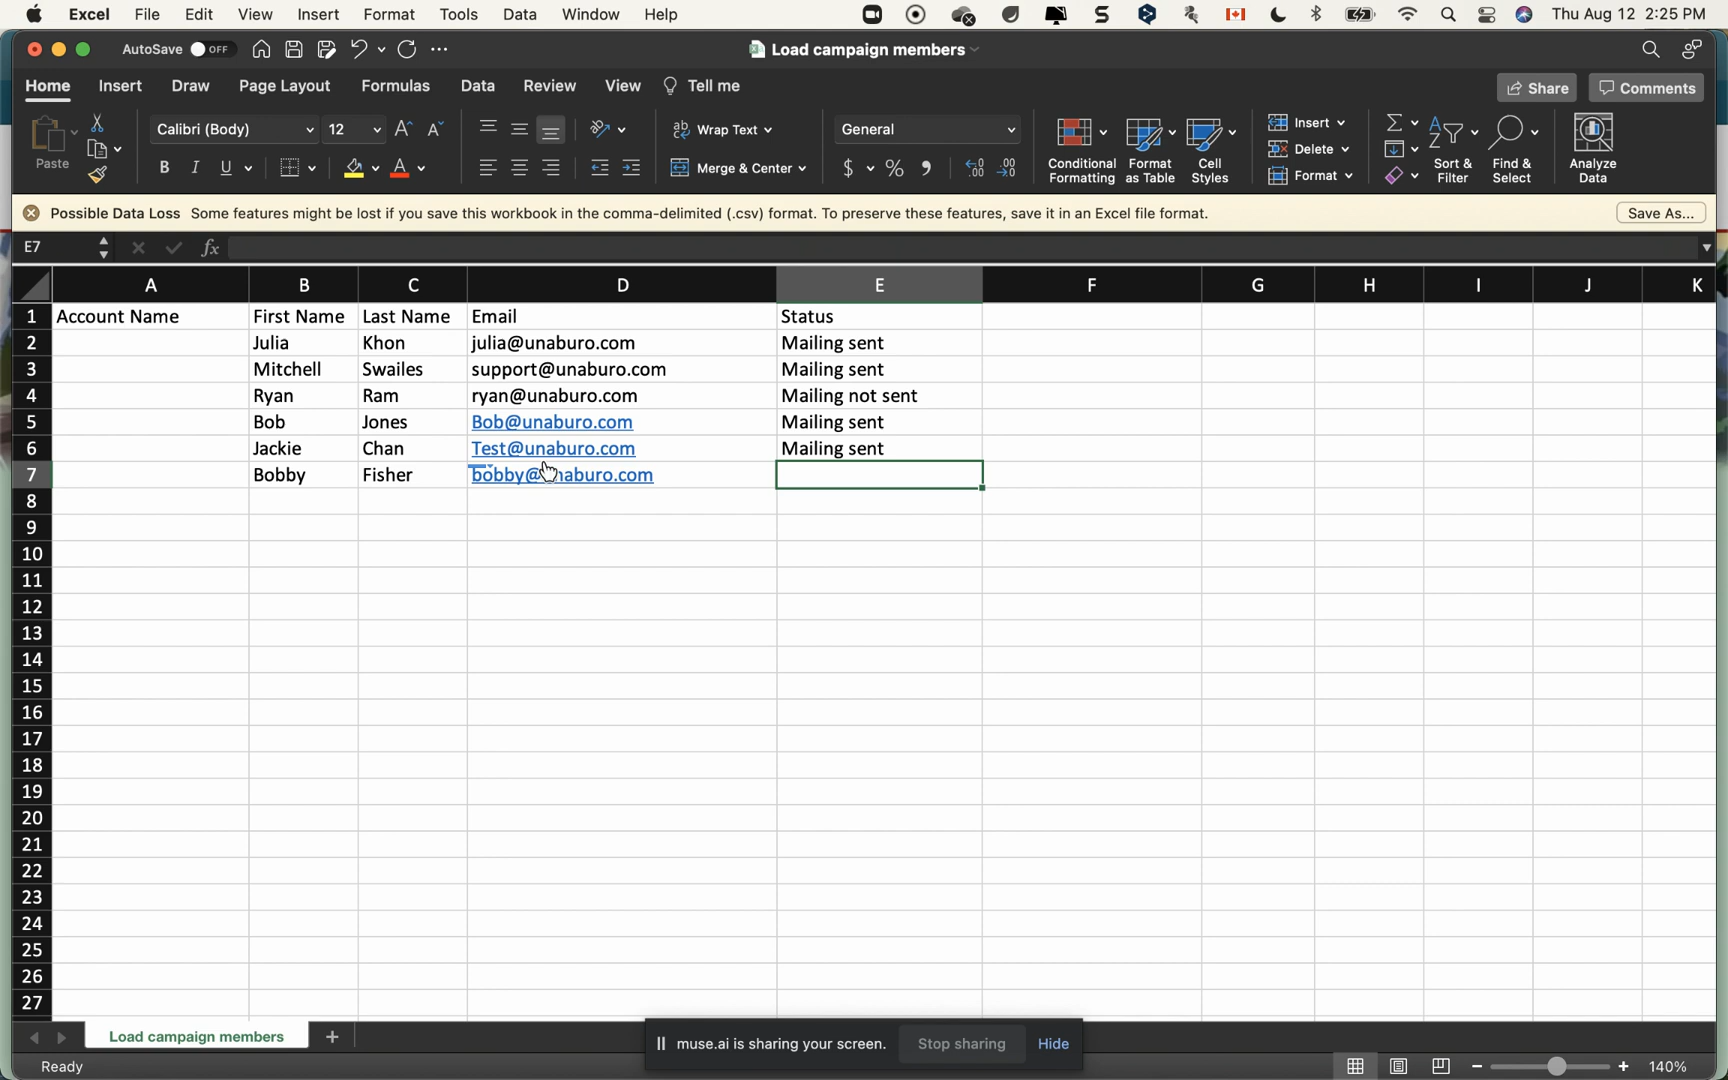 Excel File Edit View Insert Format Tools Data Window Help Thu Aug 12 2:25 PM
AutoSave OFF Load campaign members
Home Insert Draw Page Layout Formulas Data Review View Tell me Share Comments
Paste Calibri (Body) 12 Wrap Text General Insert
Merge & Center Delete
Conditional Formatting Format as Table Cell Styles Format Sort & Filter Find & Select Analyze Data
Possible Data Loss Some features might be lost if you save this workbook in the comma-delimited (.csv) format. To preserve these features, save it in an Excel file format. Save As...
E7 fx
A B C D E F G H I J K
1 Account Name First Name Last Name Email Status
2 Julia Khon julia@unaburo.com Mailing sent
3 Mitchell Swailes support@unaburo.com Mailing sent
4 Ryan Ram ryan@unaburo.com Mailing not sent
5 Bob Jones Bob@unaburo.com Mailing sent
6 Jackie Chan Test@unaburo.com Mailing sent
7 Bobby Fisher bobby@unaburo.com
8
9
10
11
12
13
14
15
16
17
18
19
20
21
22
23
24
25
26
27
Load campaign members
muse.ai is sharing your screen. Stop sharing Hide
Ready 140%